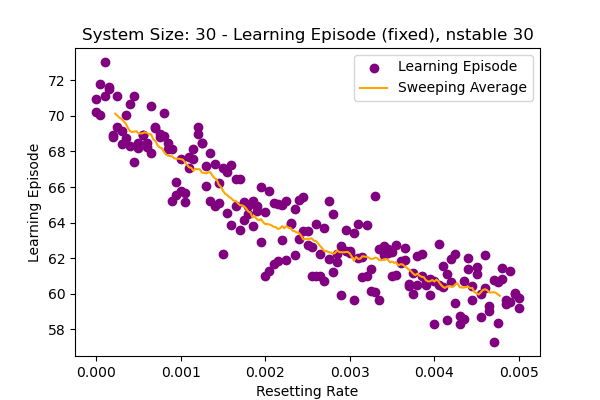 System Size: 30 - Learning Episode (fixed), nstable 30
Learning Episode
Sweeping Average
Learning Episode
72
70
68
66
64
62
60
58
0.000 0.001 0.002 0.003 0.004 0.005
Resetting Rate